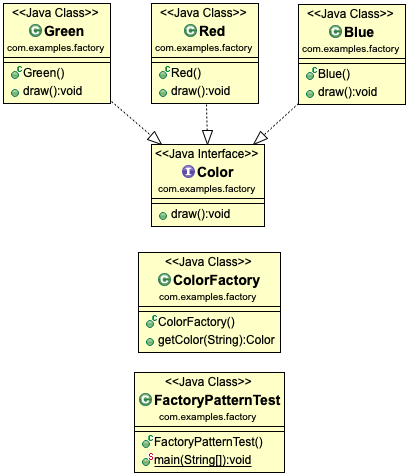 <<Java Class>>
Green
com.examples.factory
Green()
draw():void
<<Java Class>>
Red
com.examples.factory
Red()
draw():void
<<Java Class>>
Blue
com.examples.factory
Blue()
draw():void
<<Java Interface>>
Color
com.examples.factory
draw():void
<<Java Class>>
ColorFactory
com.examples.factory
ColorFactory()
getColor(String):Color
<<Java Class>>
FactoryPatternTest
com.examples.factory
FactoryPatternTest()
main(String[]):void